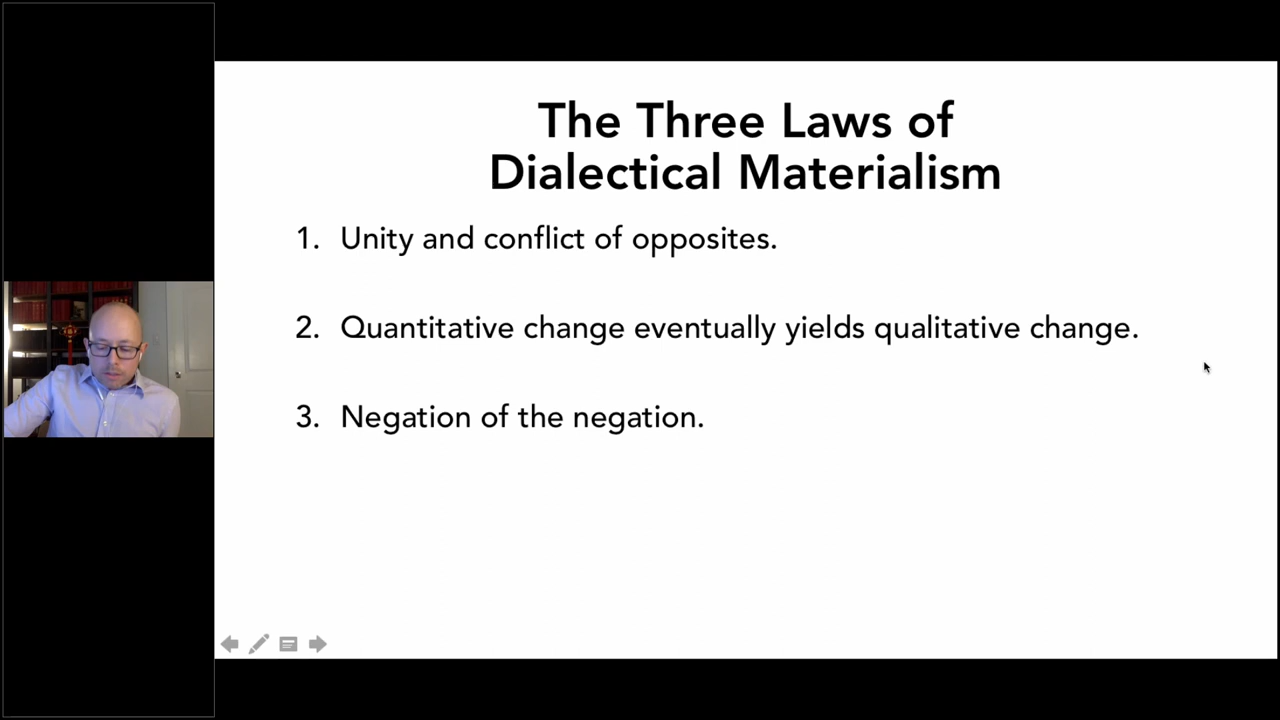 The Three Laws of
Dialectical Materialism
1. Unity and conflict of opposites.
2. Quantitative change eventually yields qualitative change.
3. Negation of the negation.